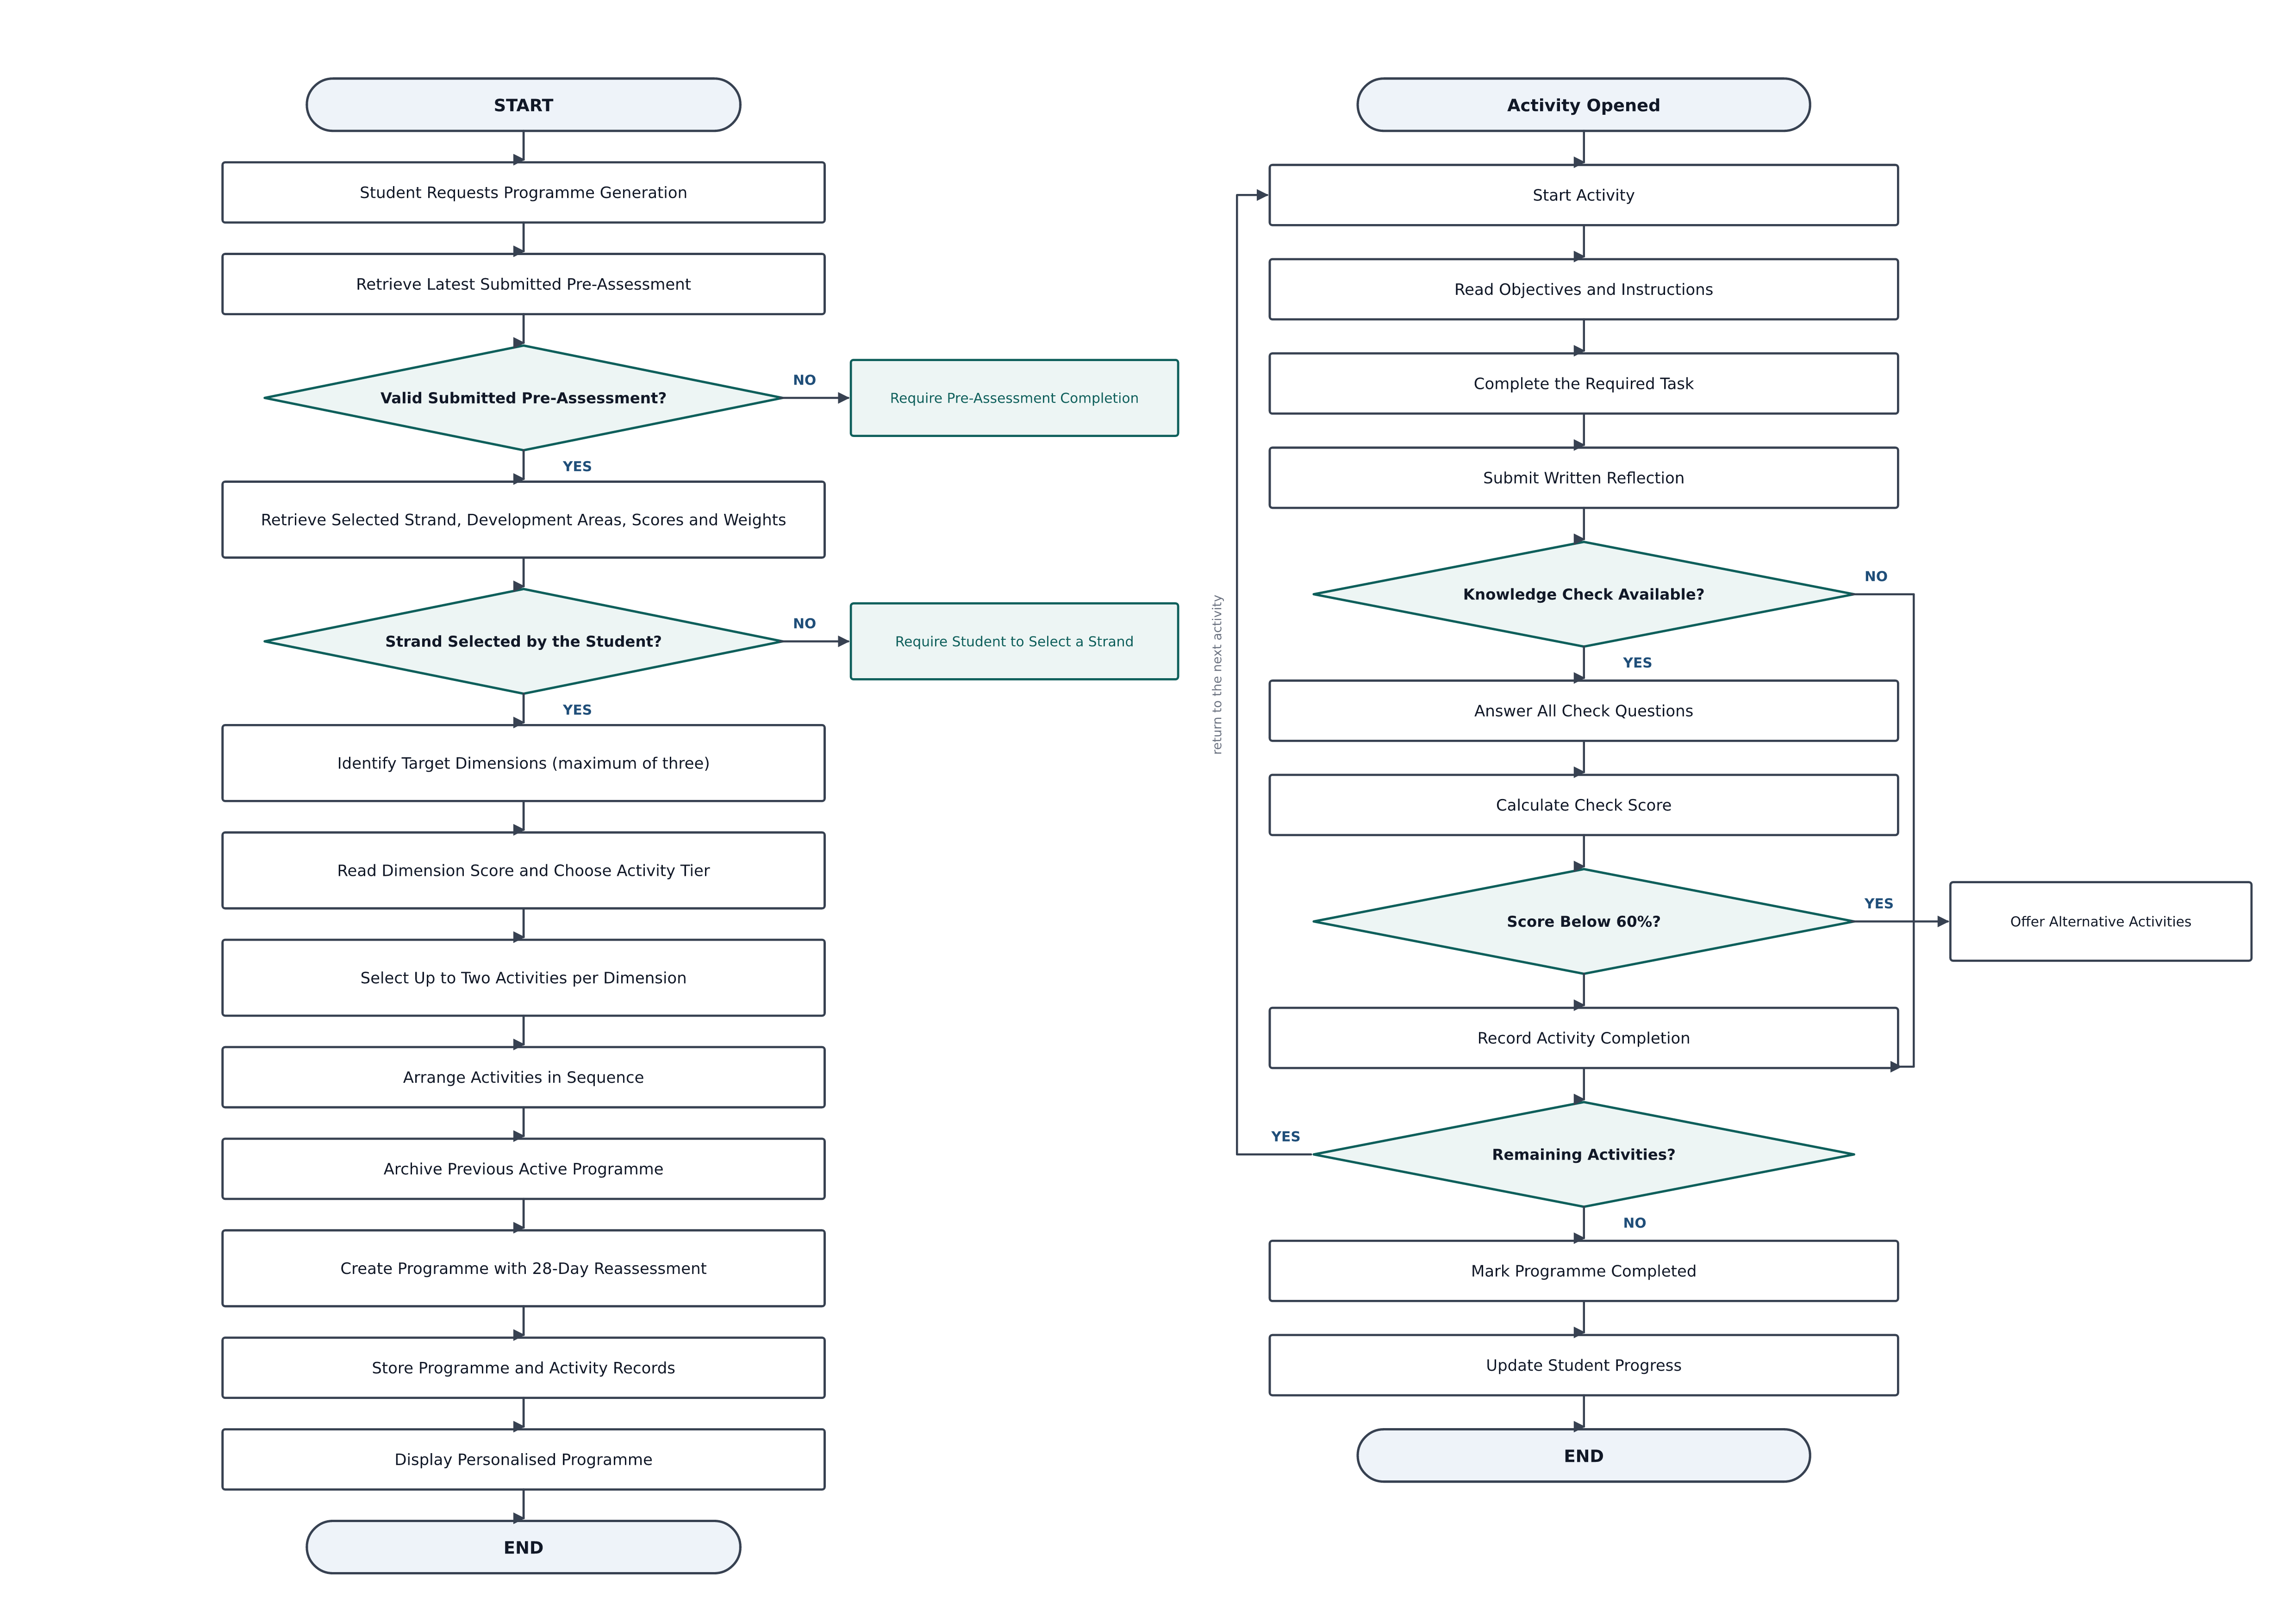 START
Student Requests Programme Generation
Retrieve Latest Submitted Pre-Assessment
Valid Submitted Pre-Assessment?
NO
Require Pre-Assessment Completion
YES
Retrieve Selected Strand, Development Areas, Scores and Weights
Strand Selected by the Student?
NO
Require Student to Select a Strand
YES
Identify Target Dimensions (maximum of three)
Read Dimension Score and Choose Activity Tier
Select Up to Two Activities per Dimension
Arrange Activities in Sequence
Archive Previous Active Programme
Create Programme with 28-Day Reassessment
Store Programme and Activity Records
Display Personalised Programme
END
Activity Opened
Start Activity
Read Objectives and Instructions
Complete the Required Task
Submit Written Reflection
Knowledge Check Available?
NO
YES
return to the next activity
Answer All Check Questions
Calculate Check Score
Score Below 60%?
YES
Offer Alternative Activities
Record Activity Completion
Remaining Activities?
YES
NO
Mark Programme Completed
Update Student Progress
END